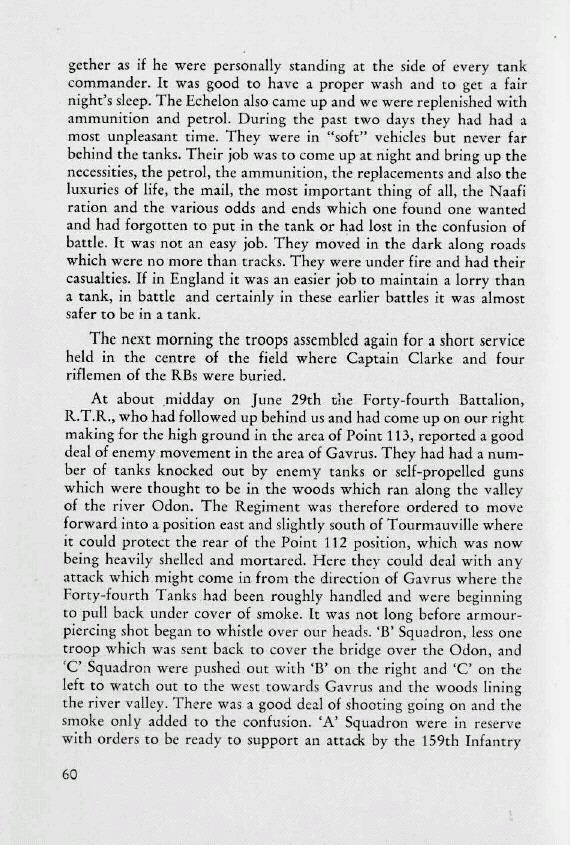 gether as if he were personally standing at the side of every tank
commander. It was good to have a proper wash and to get a fair
night's sleep. The Echelon also came up and we were replenished with
ammunition and petrol. During the past two days they had had a
most unpleasant time. They were in "soft" vehicles but never far
behind the tanks. Their job was to come up at night and bring up the
necessities, the petrol, the ammunition, the replacements and also the
luxuries of life, the mail, the most important thing of all, the Naafi
ration and the various odds and ends which one found one wanted
and had forgotten to put in the tank or had lost in the confusion of
battle. It was not an easy job. They moved in the dark along roads
which were no more than tracks. They were under fire and had their
casualties. If in England it was an easier job to maintain a lorry than
a tank, in battle and certainly in these earlier battles it was almost
safer to be in a tank.
The next morning the troops assembled again for a short service
held in the centre of the field where Captain Clarke and four
riflemen of the RBs were buried.
At about midday on June 29th the Forty-fourth Battalion,
R.T.R., who had followed up behind us and had come up on our right
making for the high ground in the area of Point 113, reported a good
deal of enemy movement in the area of Gavrus. They had had a num-
ber of tanks knocked out by enemy tanks or self-propelled guns
which were thought to be in the woods which ran along the valley
of the river Odon. The Regiment was therefore ordered to move
forward into a position east and slightly south of Tourmauville where
it could protect the rear of the Point 112 position, which was now
being heavily shelled and mortared. Here they could deal with any
attack which might come in from the direction of Gavrus where the
Forty-fourth Tanks had been roughly handled and were beginning
to pull back under cover of smoke. It was not long before armour-
piercing shot began to whistle over our heads. 'B' Squadron, less one
troop which was sent back to cover the bridge over the Odon, and
'C' Squadron were pushed out with 'B' on the right and 'C' on the
left to watch out to the west towards Gavrus and the woods lining
the river valley. There was a good deal of shooting going on and the
smoke only added to the confusion. 'A' Squadron were in reserve
with orders to be ready to support an attack by the 159th Infantry
60